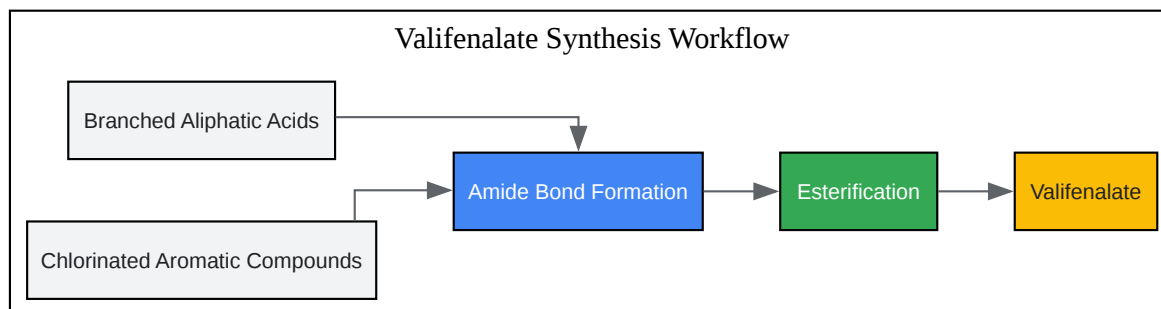 Valifenalate Synthesis Workflow
Branched Aliphatic Acids
Amide Bond Formation
Esterification
Valifenalate
Chlorinated Aromatic Compounds